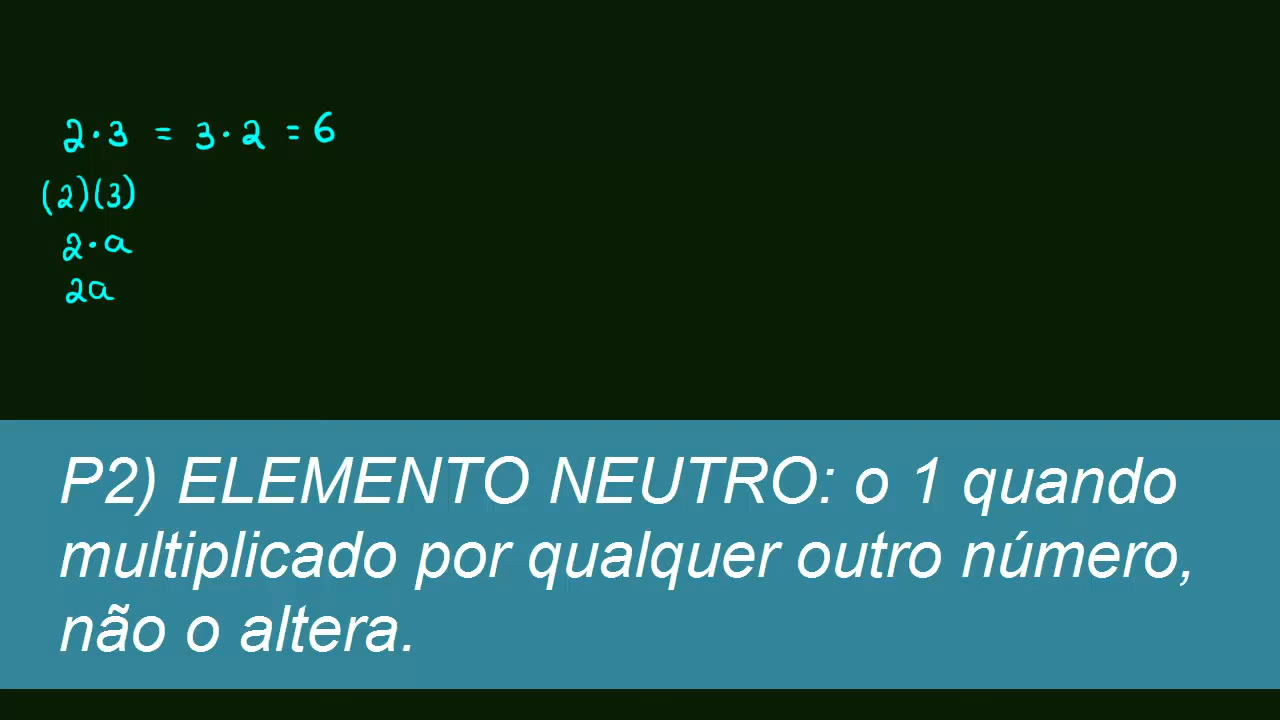 2·3 = 3·2 = 6
(2)(3)
2·a
2a
P2) ELEMENTO NEUTRO: o 1 quando
multiplicado por qualquer outro número,
não o altera.